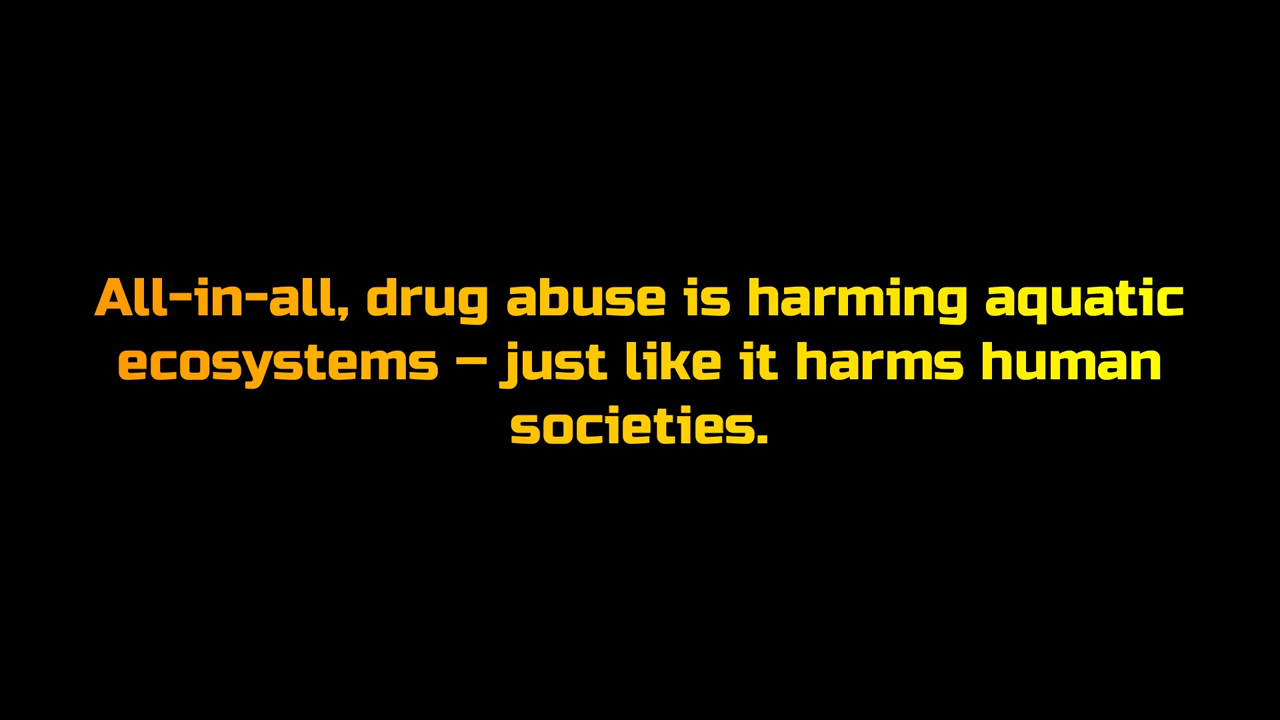 All-in-all, drug abuse is harming aquatic
ecosystems – just like it harms human
societies.